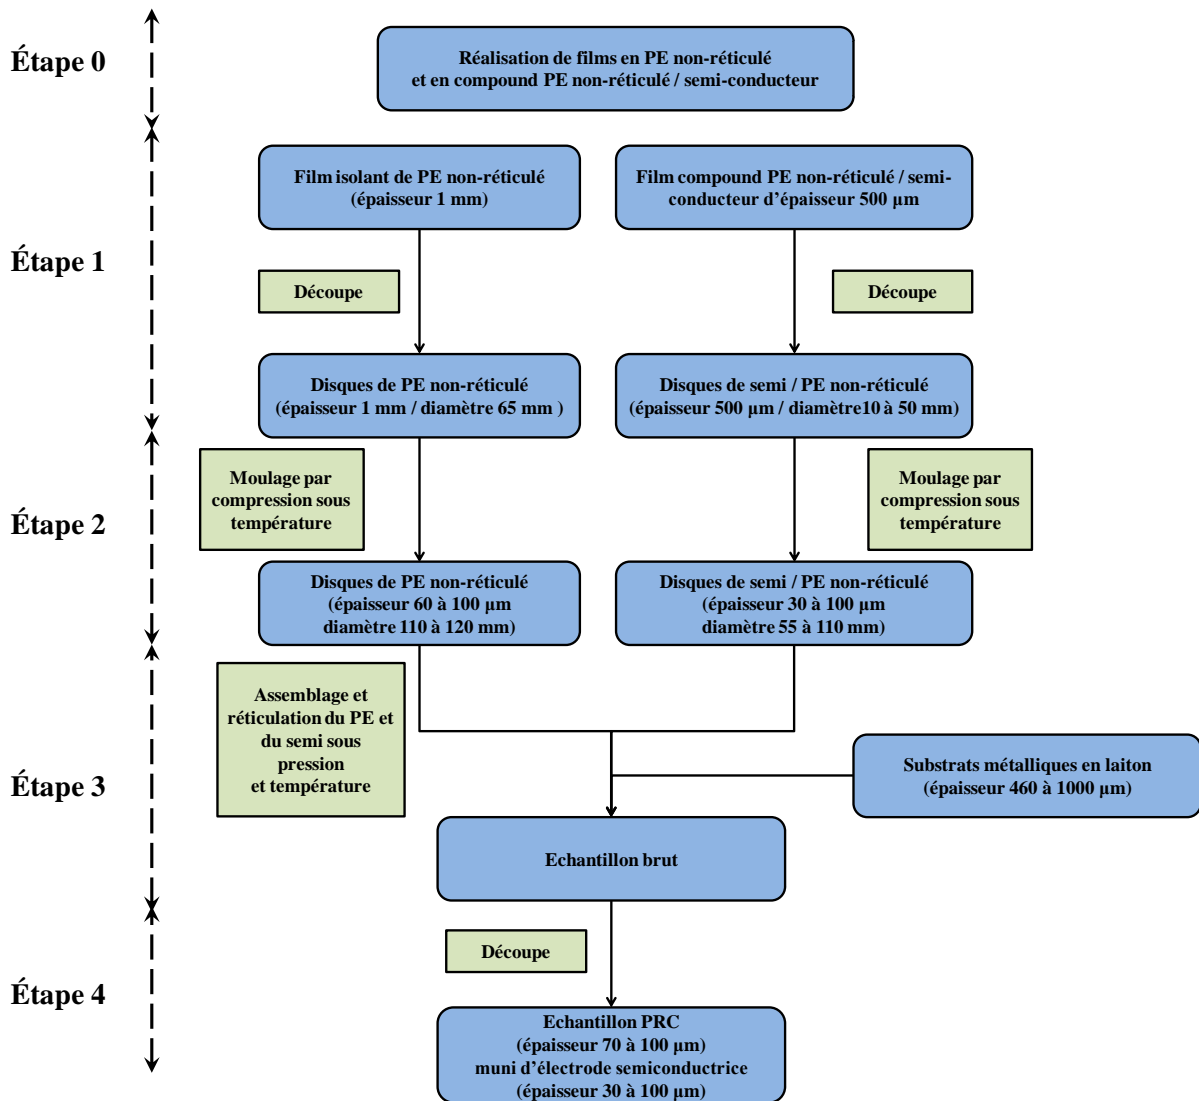 Étape 0
Réalisation de films en PE non-réticulé
et en compound PE non-réticulé / semi-conducteur
Étape 1
Film isolant de PE non-réticulé
(épaisseur 1 mm)
Film compound PE non-réticulé / semi-
conducteur d'épaisseur 500 µm
Découpe
Découpe
Disques de PE non-réticulé
(épaisseur 1 mm / diamètre 65 mm )
Disques de semi / PE non-réticulé
(épaisseur 500 µm / diamètre10 à 50 mm)
Étape 2
Moulage par
compression sous
température
Moulage par
compression sous
température
Disques de PE non-réticulé
(épaisseur 60 à 100 µm
diamètre 110 à 120 mm)
Disques de semi / PE non-réticulé
(épaisseur 30 à 100 µm
diamètre 55 à 110 mm)
Étape 3
Assemblage et
réticulation du PE et
du semi sous
pression
et température
Substrats métalliques en laiton
(épaisseur 460 à 1000 µm)
Echantillon brut
Étape 4
Découpe
Echantillon PRC
(épaisseur 70 à 100 µm)
muni d'électrode semiconductrice
(épaisseur 30 à 100 µm)